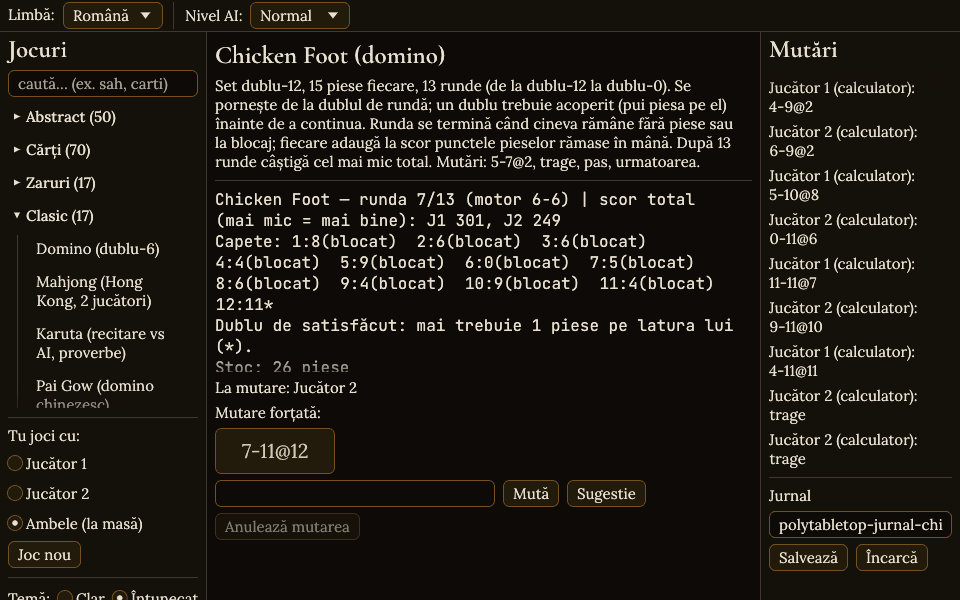 Limbă: Română ▼ Nivel AI: Normal ▼
Jocuri
caută... (ex. sah, carti)
▸ Abstract (50)
▸ Cărți (70)
▸ Zaruri (17)
▾ Clasic (17)
Domino (dublu-6)
Mahjong (Hong
Kong, 2 jucători)
Karuta (recitare vs
AI, proverbe)
Pai Gow (domino
chinezesc)
Tu joci cu:
Jucător 1
Jucător 2
Ambele (la masă)
Joc nou
Temă: Clar Întunecat
Chicken Foot (domino)
Set dublu-12, 15 piese fiecare, 13 runde (de la dublu-12 la dublu-0). Se
pornește de la dublul de rundă; un dublu trebuie acoperit (pui piesa pe el)
înainte de a continua. Runda se termină când cineva rămâne fără piese sau
la blocaj; fiecare adaugă la scor punctele pieselor rămase în mână. După 13
runde câștigă cel mai mic total. Mutări: 5-7@2, trage, pas, urmatoarea.
Chicken Foot — runda 7/13 (motor 6-6) | scor total
(mai mic = mai bine): J1 301, J2 249
Capete: 1:8(blocat) 2:6(blocat) 3:6(blocat)
4:4(blocat) 5:9(blocat) 6:0(blocat) 7:5(blocat)
8:6(blocat) 9:4(blocat) 10:9(blocat) 11:4(blocat)
12:11*
Dublu de satisfăcut: mai trebuie 1 piese pe latura lui
(*).
Stoc: 26 piese
La mutare: Jucător 2
Mutare forțată:
7-11@12
Mută Sugestie
Anulează mutarea
Mutări
Jucător 1 (calculator):
4-9@2
Jucător 2 (calculator):
6-9@2
Jucător 1 (calculator):
5-10@8
Jucător 2 (calculator):
0-11@6
Jucător 1 (calculator):
11-11@7
Jucător 2 (calculator):
9-11@10
Jucător 1 (calculator):
4-11@11
Jucător 2 (calculator):
trage
Jucător 2 (calculator):
trage
Jurnal
polytabletop-jurnal-chi
Salvează Încarcă